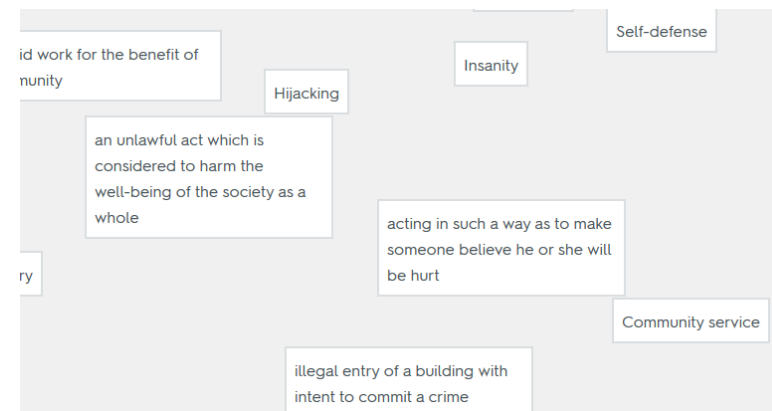 Self-defense
id work for the benefit of
munity
Insanity
Hijacking
an unlawful act which is
considered to harm the
well-being of the society as a
whole
acting in such a way as to make
someone believe he or she will
be hurt
ry
Community service
illegal entry of a building with
intent to commit a crime